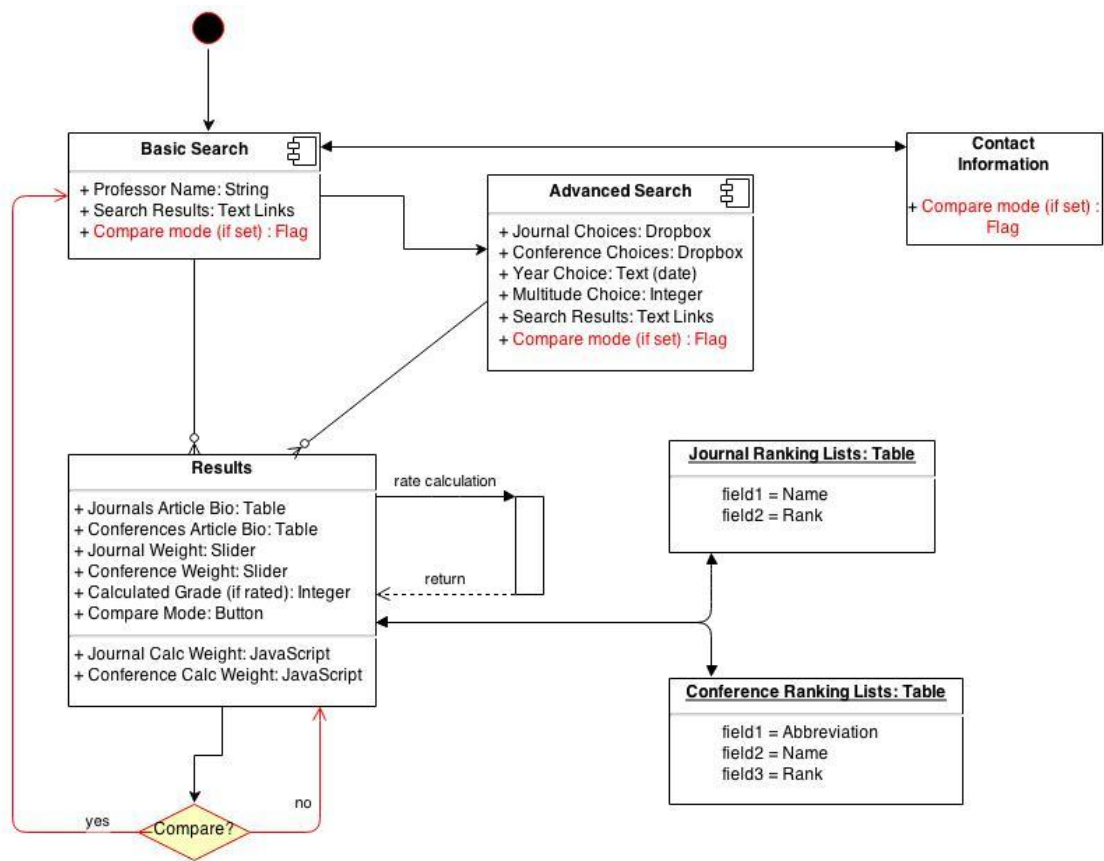 Basic Search
+ Professor Name: String
+ Search Results: Text Links
+ Compare mode (if set) : Flag
Contact
Information
+ Compare mode (if set) :
Flag
Advanced Search
+ Journal Choices: Dropbox
+ Conference Choices: Dropbox
+ Year Choice: Text (date)
+ Multitude Choice: Integer
+ Search Results: Text Links
+ Compare mode (if set) : Flag
Results
+ Journals Article Bio: Table
+ Conferences Article Bio: Table
+ Journal Weight: Slider
+ Conference Weight: Slider
+ Calculated Grade (if rated): Integer
+ Compare Mode: Button
+ Journal Calc Weight: JavaScript
+ Conference Calc Weight: JavaScript
rate calculation
return
Journal Ranking Lists: Table
field1 = Name
field2 = Rank
Conference Ranking Lists: Table
field1 = Abbreviation
field2 = Name
field3 = Rank
yes
Compare?
no